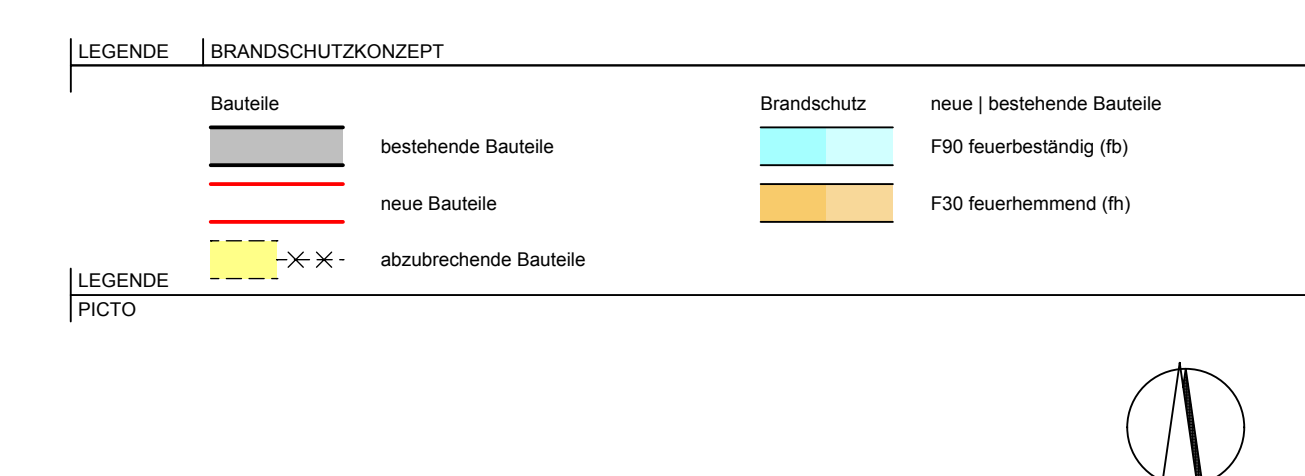 LEGENDE BRANDSCHUTZKONZEPT
Bauteile Brandschutz neue | bestehende Bauteile
bestehende Bauteile F90 feuerbeständig (fb)
neue Bauteile F30 feuerhemmend (fh)
abzubrechende Bauteile
LEGENDE
PICTO